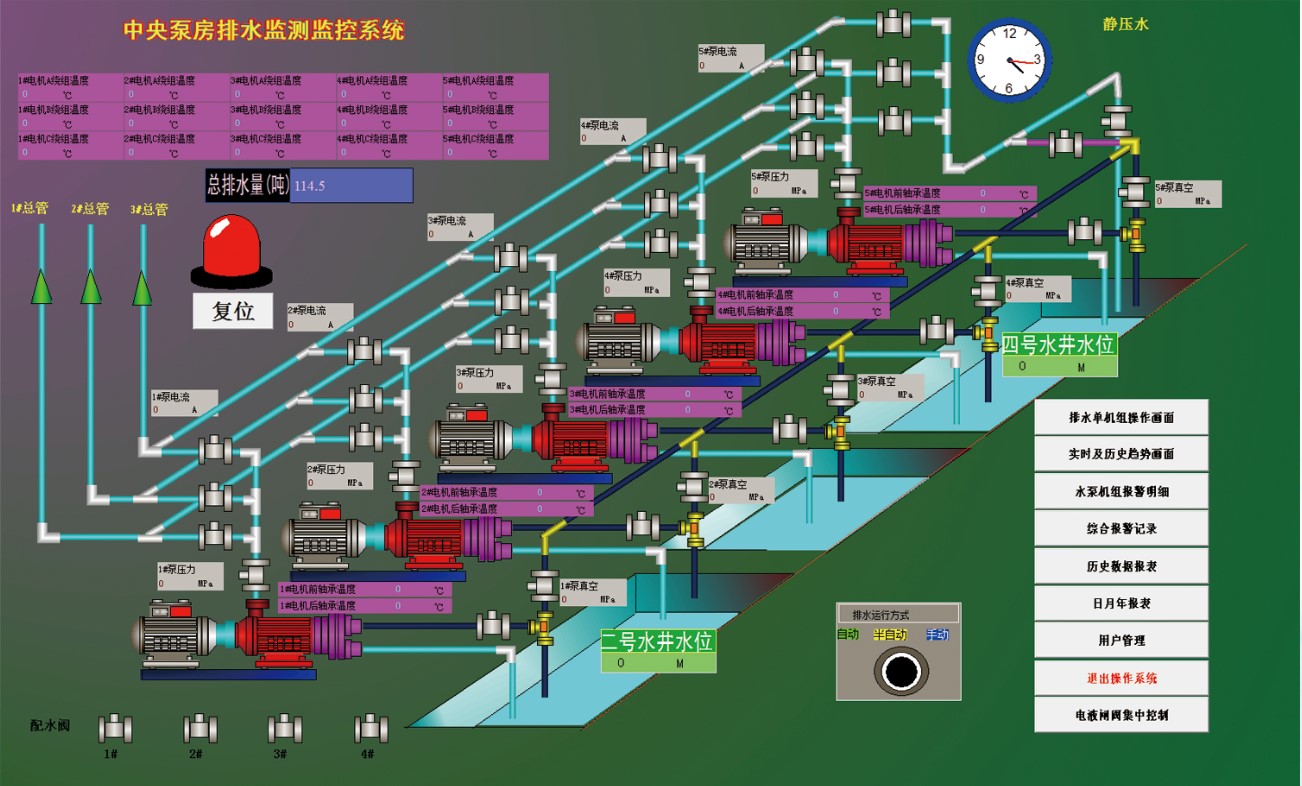 中央泵房排水监测监控系统
静压水
12
3
6
9
1#电机A绕组温度 2#电机A绕组温度 3#电机A绕组温度 4#电机A绕组温度 5#电机A绕组温度
0 ℃ 0 ℃ 0 ℃ 0 ℃ 0 ℃
1#电机B绕组温度 2#电机B绕组温度 3#电机B绕组温度 4#电机B绕组温度 5#电机B绕组温度
0 ℃ 0 ℃ 0 ℃ 0 ℃ 0 ℃
1#电机C绕组温度 2#电机C绕组温度 3#电机C绕组温度 4#电机C绕组温度 5#电机C绕组温度
0 ℃ 0 ℃ 0 ℃ 0 ℃ 0 ℃
总排水量(吨) 114.5
1#总管 2#总管 3#总管
复位
5#泵电流
0 A
4#泵电流
0 A
3#泵电流
0 A
2#泵电流
0 A
1#泵电流
0 A
5#泵压力
0 MPa
5#电机前轴承温度 0 ℃
5#电机后轴承温度 0 ℃
5#泵真空
0 MPa
4#泵压力
0 MPa
4#电机前轴承温度 0 ℃
4#电机后轴承温度 0 ℃
4#泵真空
0 MPa
四号水井水位
0 M
3#泵压力
0 MPa
3#电机前轴承温度 0 ℃
3#电机后轴承温度 0 ℃
3#泵真空
0 MPa
2#泵压力
0 MPa
2#电机前轴承温度 0 ℃
2#电机后轴承温度 0 ℃
2#泵真空
0 MPa
1#泵压力
0 MPa
1#电机前轴承温度 0 ℃
1#电机后轴承温度 0 ℃
1#泵真空
0 MPa
二号水井水位
0 M
排水运行方式
自动 半自动 手动
排水单机组操作画面
实时及历史趋势画面
水泵机组报警明细
综合报警记录
历史数据报表
日月年报表
用户管理
退出操作系统
电液闸阀集中控制
配水阀
1# 2# 3# 4#